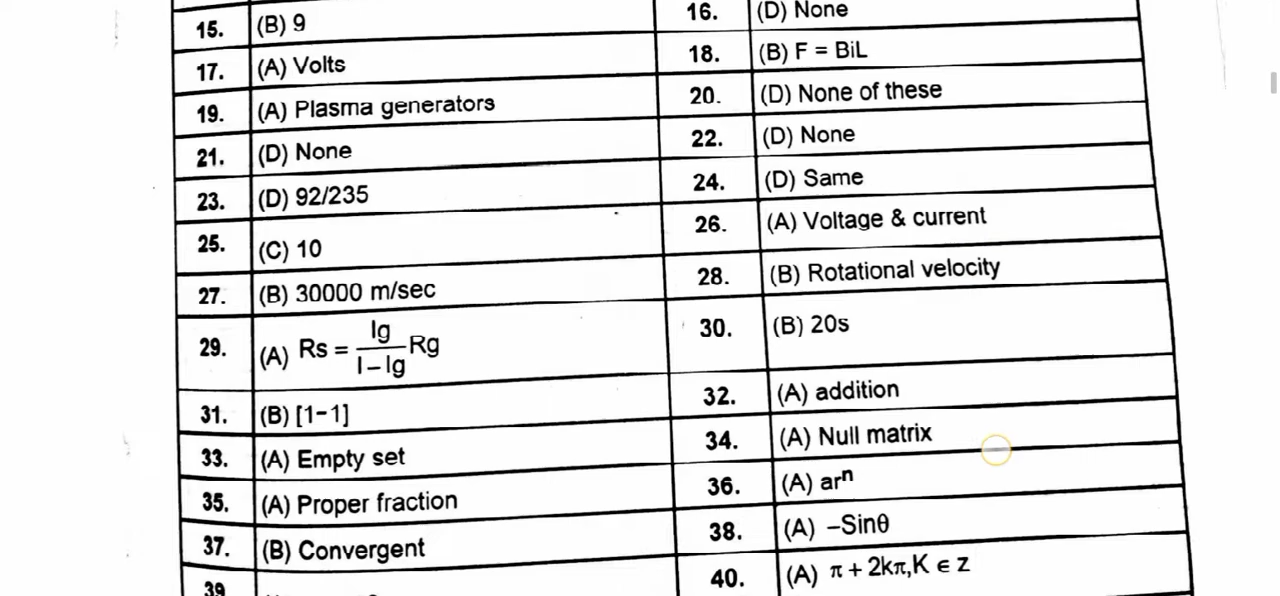 15. (B) 9 16. (D) None
17. (A) Volts 18. (B) F = BiL
19. (A) Plasma generators 20. (D) None of these
21. (D) None 22. (D) None
23. (D) 92/235 24. (D) Same
25. (C) 10 26. (A) Voltage & current
27. (B) 30000 m/sec 28. (B) Rotational velocity
29. (A) Rs = Ig/I–Ig Rg 30. (B) 20s
31. (B) [1-1] 32. (A) addition
33. (A) Empty set 34. (A) Null matrix
35. (A) Proper fraction 36. (A) arⁿ
37. (B) Convergent 38. (A) –Sinθ
39 40. (A) π + 2kπ,K ∈ z